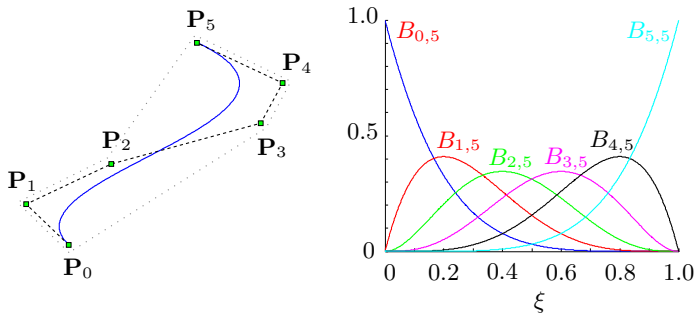 P₅
P₄
P₂
P₃
P₁
P₀
1.0
B₀,₅
B₅,₅
0.5
B₁,₅
B₄,₅
B₂,₅
B₃,₅
0
0 0.2 0.4 0.6 0.8 1.0
ξ